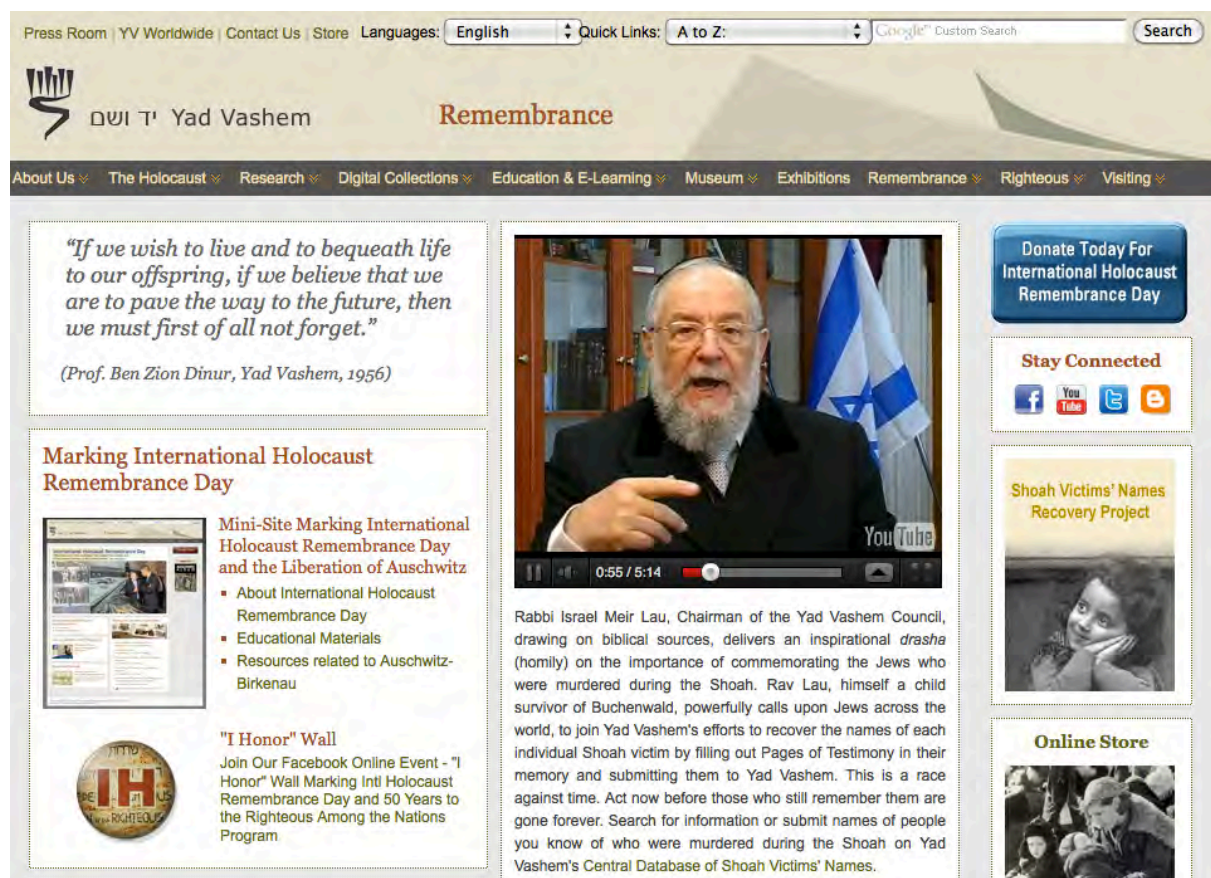 Press Room | YV Worldwide | Contact Us | Store Languages: English Quick Links: A to Z: Google™ Custom Search Search
יד ושם Yad Vashem
Remembrance
About Us The Holocaust Research Digital Collections Education & E-Learning Museum Exhibitions Remembrance Righteous Visiting
“If we wish to live and to bequeath life
to our offspring, if we believe that we
are to pave the way to the future, then
we must first of all not forget.”
(Prof. Ben Zion Dinur, Yad Vashem, 1956)
Marking International Holocaust
Remembrance Day
Mini-Site Marking International
Holocaust Remembrance Day
and the Liberation of Auschwitz
About International Holocaust
Remembrance Day
Educational Materials
Resources related to Auschwitz-
Birkenau
IH
RIGHTEOUS
"I Honor" Wall
Join Our Facebook Online Event - "I
Honor" Wall Marking Intl Holocaust
Remembrance Day and 50 Years to
the Righteous Among the Nations
Program
YouTube
0:55 / 5:14
Rabbi Israel Meir Lau, Chairman of the Yad Vashem Council,
drawing on biblical sources, delivers an inspirational drasha
(homily) on the importance of commemorating the Jews who
were murdered during the Shoah. Rav Lau, himself a child
survivor of Buchenwald, powerfully calls upon Jews across the
world, to join Yad Vashem's efforts to recover the names of each
individual Shoah victim by filling out Pages of Testimony in their
memory and submitting them to Yad Vashem. This is a race
against time. Act now before those who still remember them are
gone forever. Search for information or submit names of people
you know of who were murdered during the Shoah on Yad
Vashem's Central Database of Shoah Victims' Names.
Donate Today For
International Holocaust
Remembrance Day
Stay Connected
f
You
Tube
t
B
Shoah Victims' Names
Recovery Project
Online Store